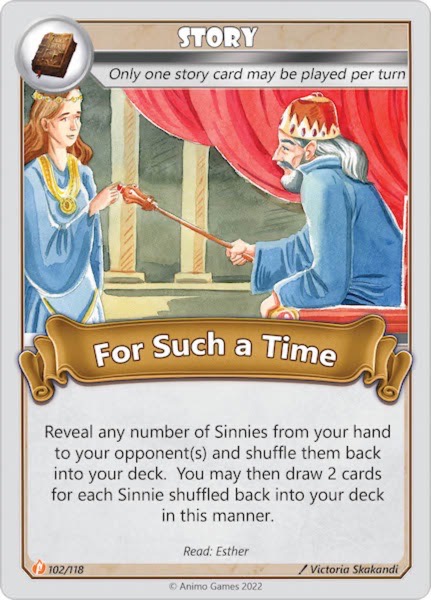 STORY
Only one story card may be played per turn
For Such a Time
Reveal any number of Sinnies from your hand
to your opponent(s) and shuffle them back
into your deck. You may then draw 2 cards
for each Sinnie shuffled back into your deck
in this manner.
Read: Esther
102/118
Victoria Skakandi
© Animo Games 2022